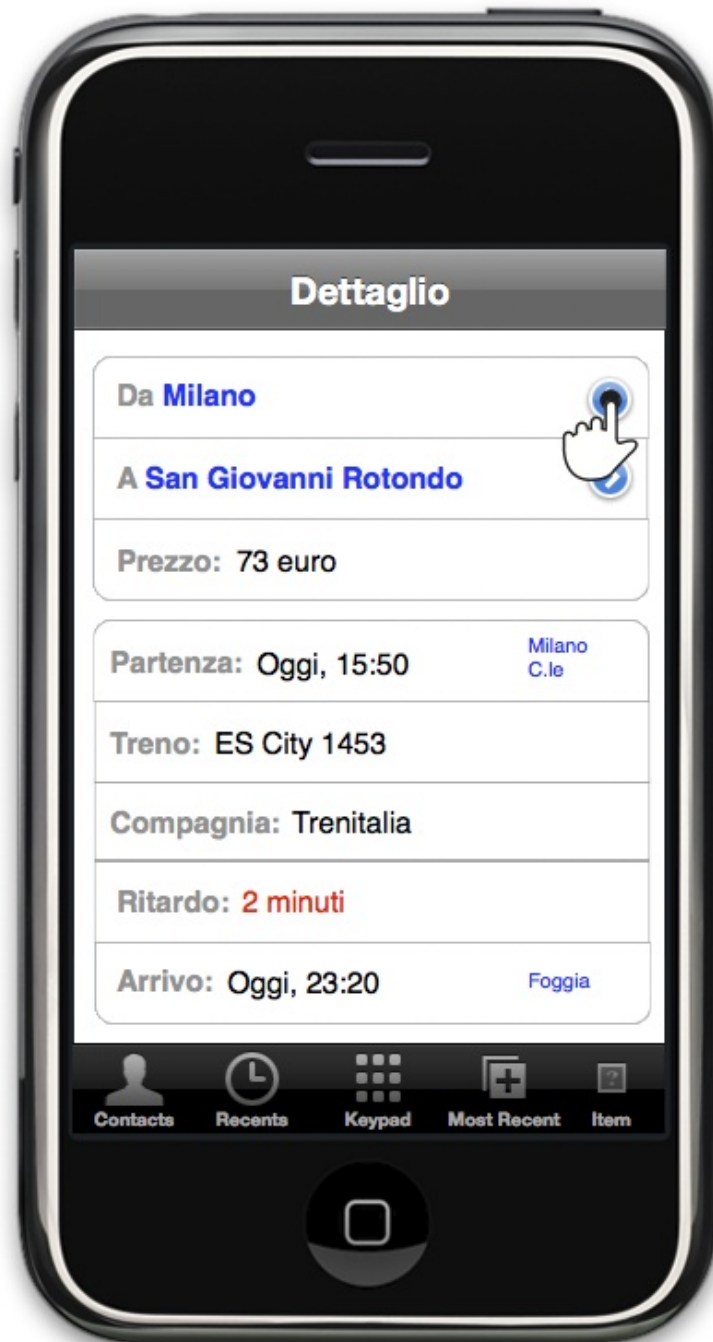 Dettaglio
Da Milano
A San Giovanni Rotondo
Prezzo: 73 euro
Partenza: Oggi, 15:50 Milano
C.le
Treno: ES City 1453
Compagnia: Trenitalia
Ritardo: 2 minuti
Arrivo: Oggi, 23:20 Foggia
Contacts Recents Keypad Most Recent Item